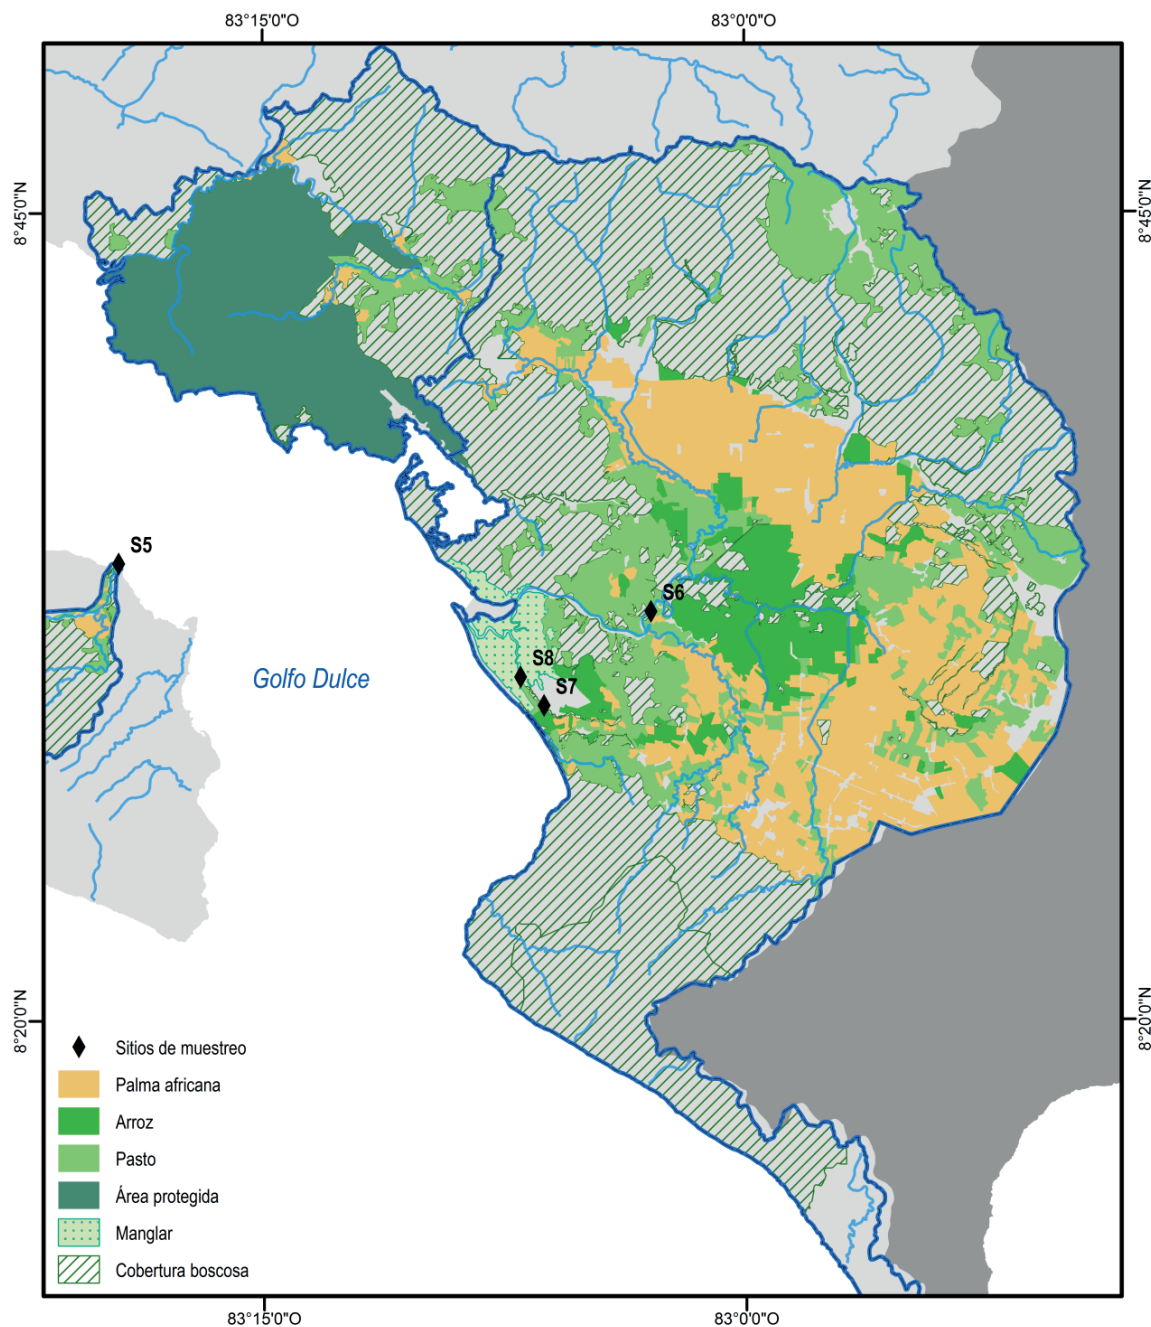 83°15'0"O
83°00'O
8°45'0"N
8°45'0"N
S5
S6
S8
S7
Golfo Dulce
8°20'0"N
8°20'0"N
Sitios de muestreo
Palma africana
Arroz
Pasto
Área protegida
Manglar
Cobertura boscosa
83°15'0"O
83°0'0"O